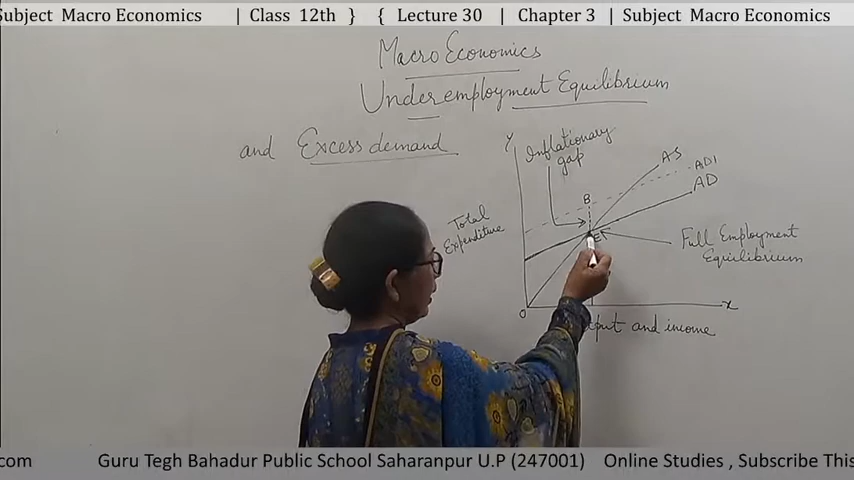 Subject Macro Economics | Class 12th } { Lecture 30 | Chapter 3 | Subject Macro Economics
Macro Economics
Underemployment Equilibrium
and Excess demand
Y
Inflationary
gap
AS
AD1
AD
B
E
Total
Expenditure
Full Employment
Equilibrium
O
X
and income
.com Guru Tegh Bahadur Public School Saharanpur U.P (247001) Online Studies , Subscribe This